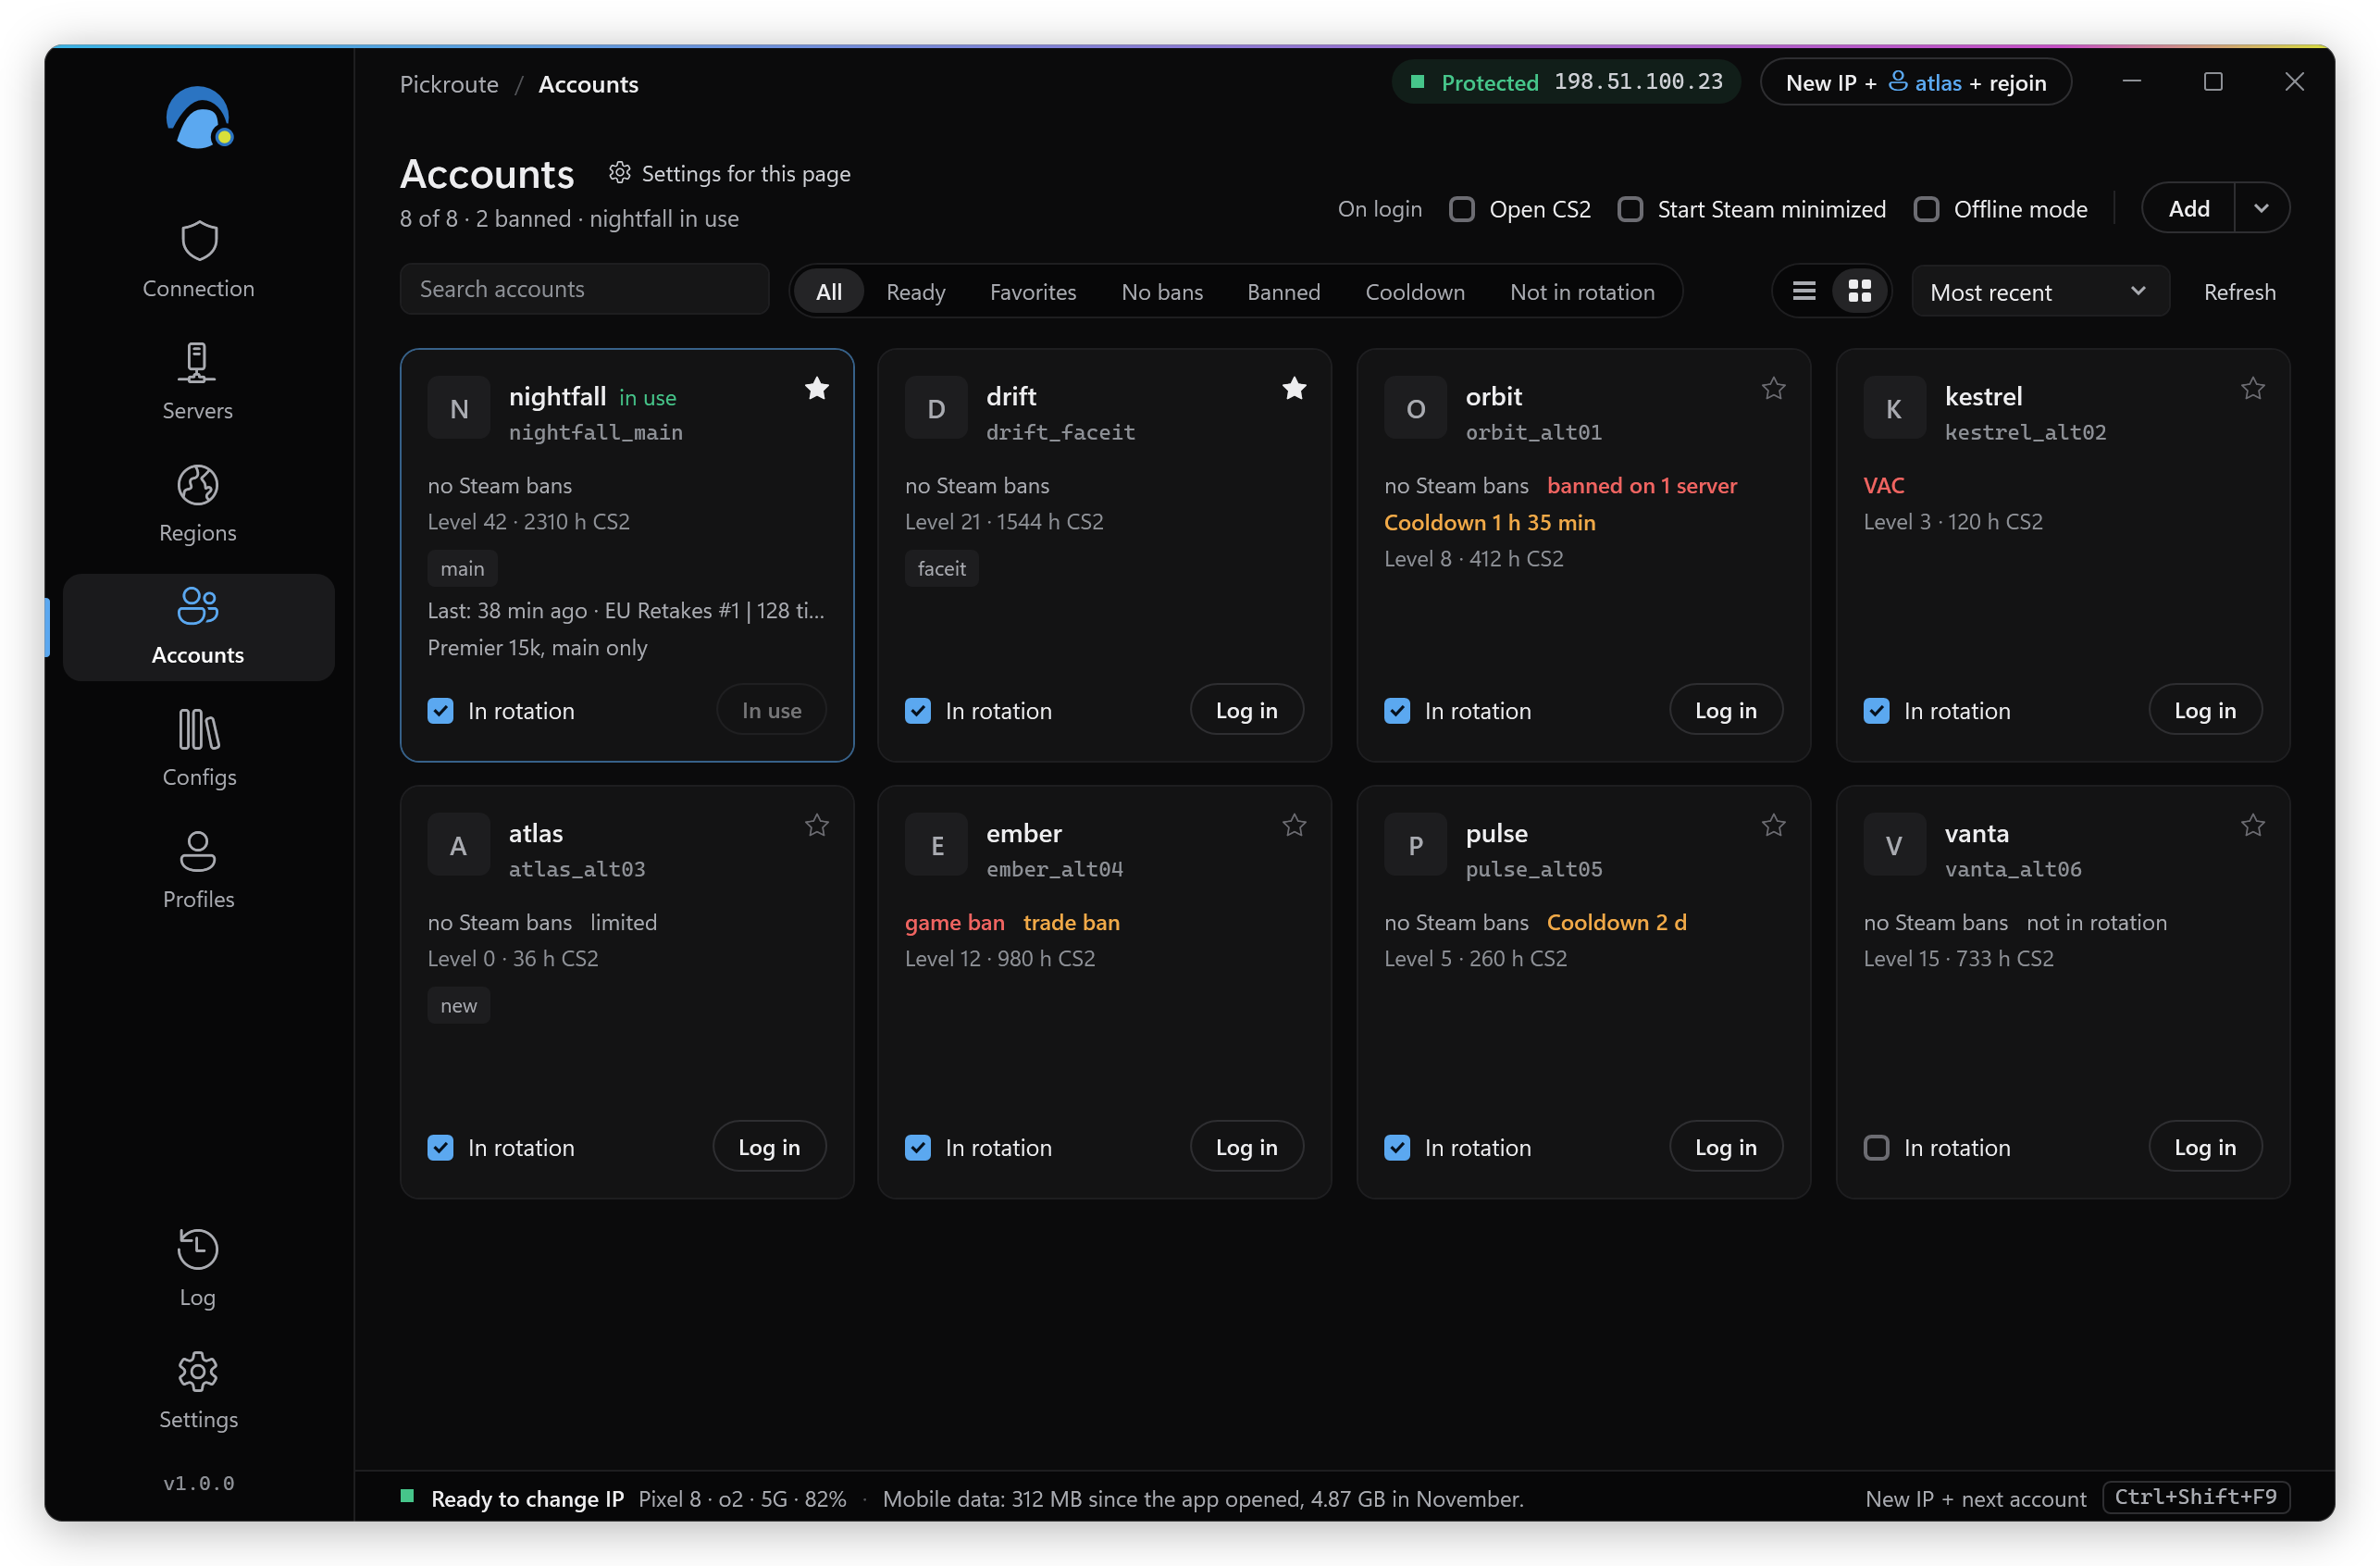 Pickroute / Accounts
Protected 198.51.100.23
New IP + atlas + rejoin
Connection
Servers
Regions
Accounts
Configs
Profiles
Log
Settings
v1.0.0
Accounts
Settings for this page
8 of 8 · 2 banned · nightfall in use
On login
Open CS2
Start Steam minimized
Offline mode
Add
Search accounts
All
Ready
Favorites
No bans
Banned
Cooldown
Not in rotation
Most recent
Refresh
N
nightfall in use
nightfall_main
no Steam bans
Level 42 · 2310 h CS2
main
Last: 38 min ago · EU Retakes #1 | 128 ti...
Premier 15k, main only
In rotation
In use
D
drift
drift_faceit
no Steam bans
Level 21 · 1544 h CS2
faceit
In rotation
Log in
O
orbit
orbit_alt01
no Steam bans banned on 1 server
Cooldown 1 h 35 min
Level 8 · 412 h CS2
In rotation
Log in
K
kestrel
kestrel_alt02
VAC
Level 3 · 120 h CS2
In rotation
Log in
A
atlas
atlas_alt03
no Steam bans limited
Level 0 · 36 h CS2
new
In rotation
Log in
E
ember
ember_alt04
game ban trade ban
Level 12 · 980 h CS2
In rotation
Log in
P
pulse
pulse_alt05
no Steam bans Cooldown 2 d
Level 5 · 260 h CS2
In rotation
Log in
V
vanta
vanta_alt06
no Steam bans not in rotation
Level 15 · 733 h CS2
In rotation
Log in
Ready to change IP Pixel 8 · o2 · 5G · 82% · Mobile data: 312 MB since the app opened, 4.87 GB in November.
New IP + next account Ctrl+Shift+F9